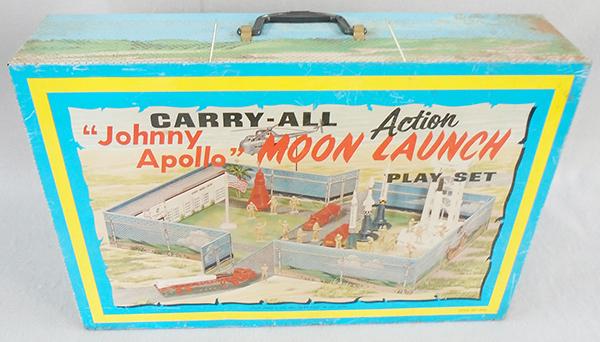 CARRY-ALL Action
"Johnny Apollo" MOON LAUNCH
PLAY SET